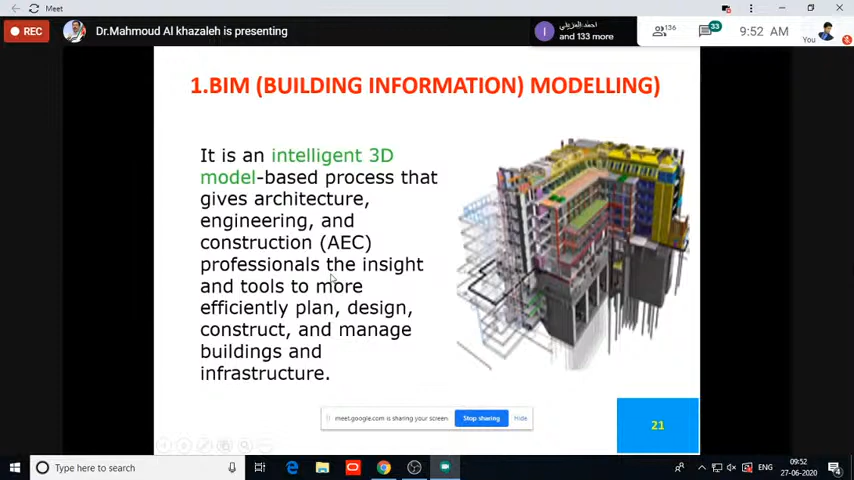 Meet
REC
Dr.Mahmoud Al khazaleh is presenting
احمد المزيلي
I
and 133 more
136
33
9:52 AM
You
1.BIM (BUILDING INFORMATION) MODELLING)
It is an intelligent 3D
model-based process that
gives architecture,
engineering, and
construction (AEC)
professionals the insight
and tools to more
efficiently plan, design,
construct, and manage
buildings and
infrastructure.
meet.google.com is sharing your screen.
Stop sharing
Hide
21
Type here to search
ENG
09:52
27-06-2020
4